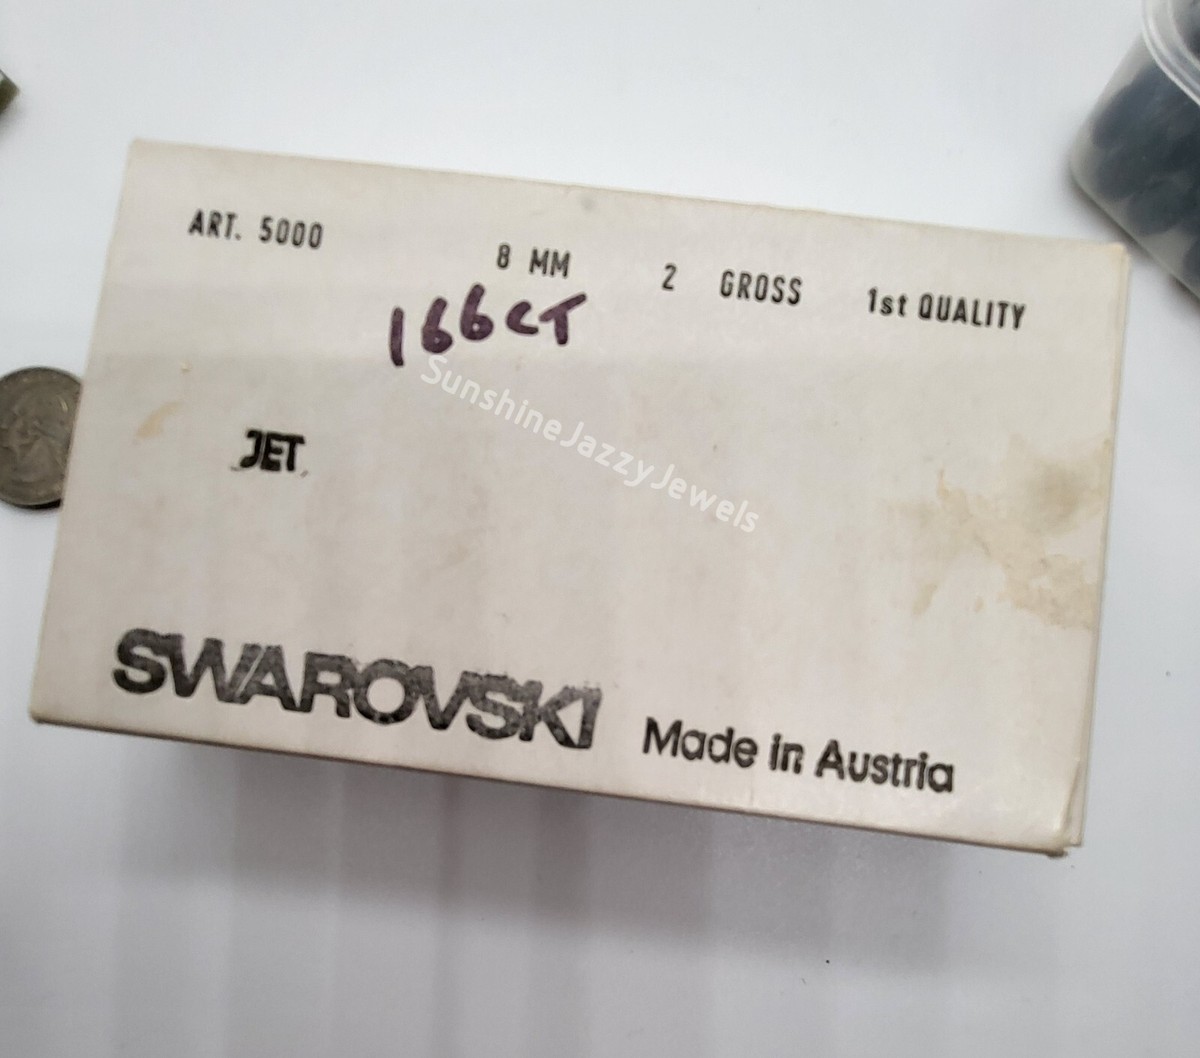 ART. 5000 8 MM 2 GROSS 1st QUALITY
166CT
SunshineJazzyJewels
JET
SWAROVSKI Made in Austria